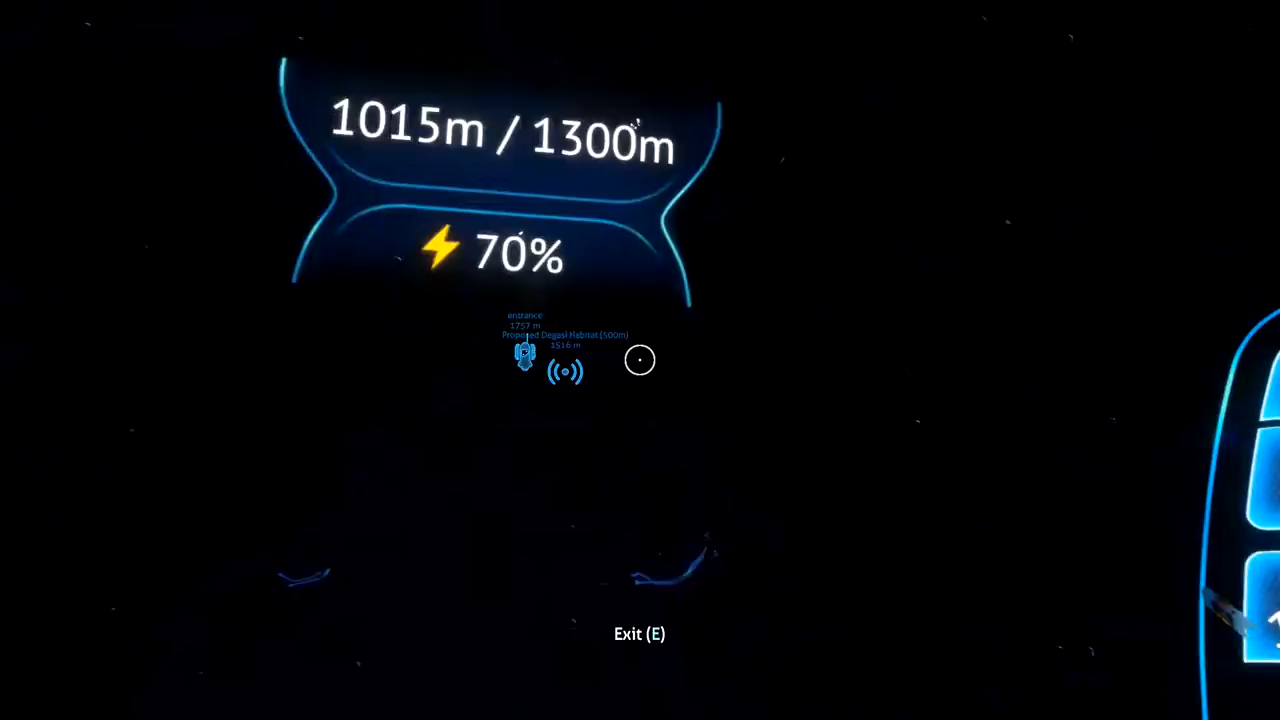 1015m / 1300m
70%
entrance
1757 m
Proposed Degasi Habitat (500m)
1516 m
Exit (E)